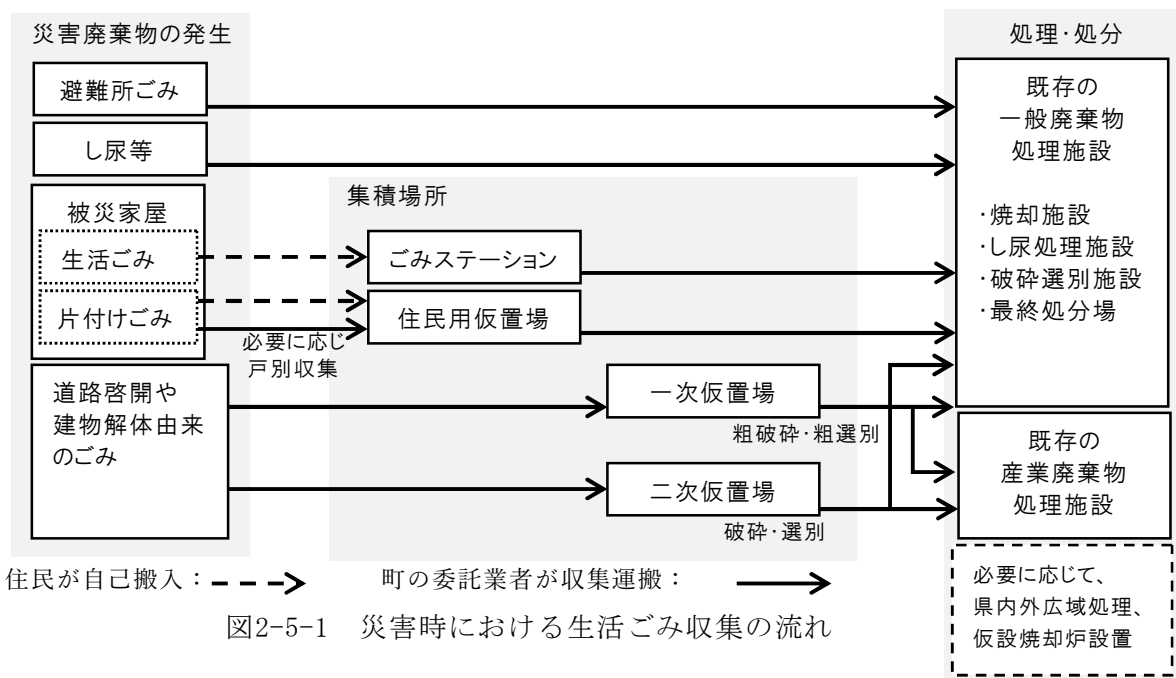 災害廃棄物の発生
避難所ごみ
し尿等
被災家屋
生活ごみ
片付けごみ
必要に応じ
戸別収集
道路啓開や
建物解体由来
のごみ
集積場所
ごみステーション
住民用仮置場
一次仮置場
粗破砕・粗選別
二次仮置場
破砕・選別
処理・処分
既存の
一般廃棄物
処理施設
・焼却施設
・し尿処理施設
・破砕選別施設
・最終処分場
既存の
産業廃棄物
処理施設
必要に応じて、
県内外広域処理、
仮設焼却炉設置
住民が自己搬入：
町の委託業者が収集運搬：
図2-5-1 災害時における生活ごみ収集の流れ